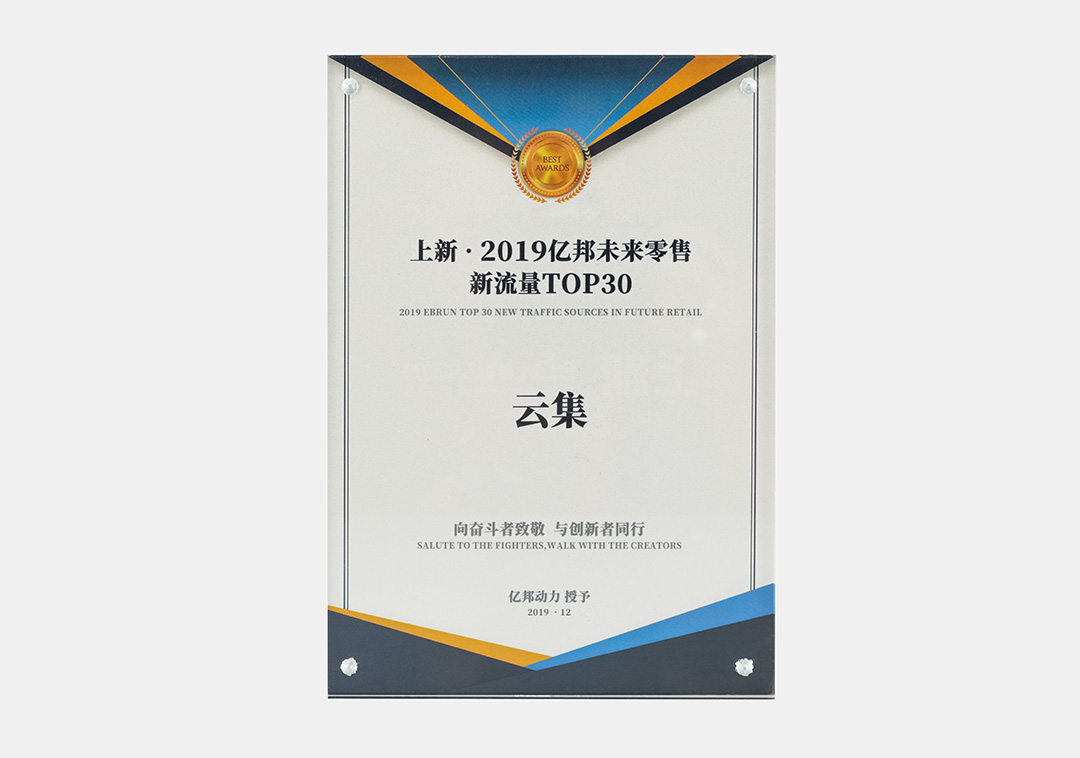 BEST
AWARDS
上新·2019亿邦未来零售
新流量TOP30
2019 EBRUN TOP 30 NEW TRAFFIC SOURCES IN FUTURE RETAIL
云集
向奋斗者致敬 与创新者同行
SALUTE TO THE FIGHTERS,WALK WITH THE CREATORS
亿邦动力 授予
2019 · 12